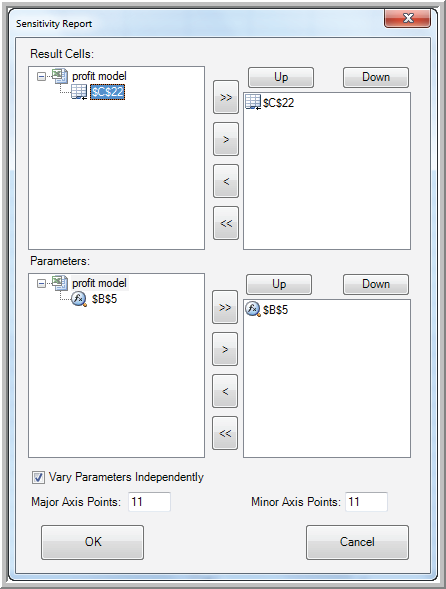 Sensitivity Report
Result Cells:
profit model
$C$22
>>
>
<
<<
Up Down
$C$22
Parameters:
profit model
$B$5
>>
>
<
<<
Up Down
$B$5
Vary Parameters Independently
Major Axis Points: 11 Minor Axis Points: 11
OK Cancel